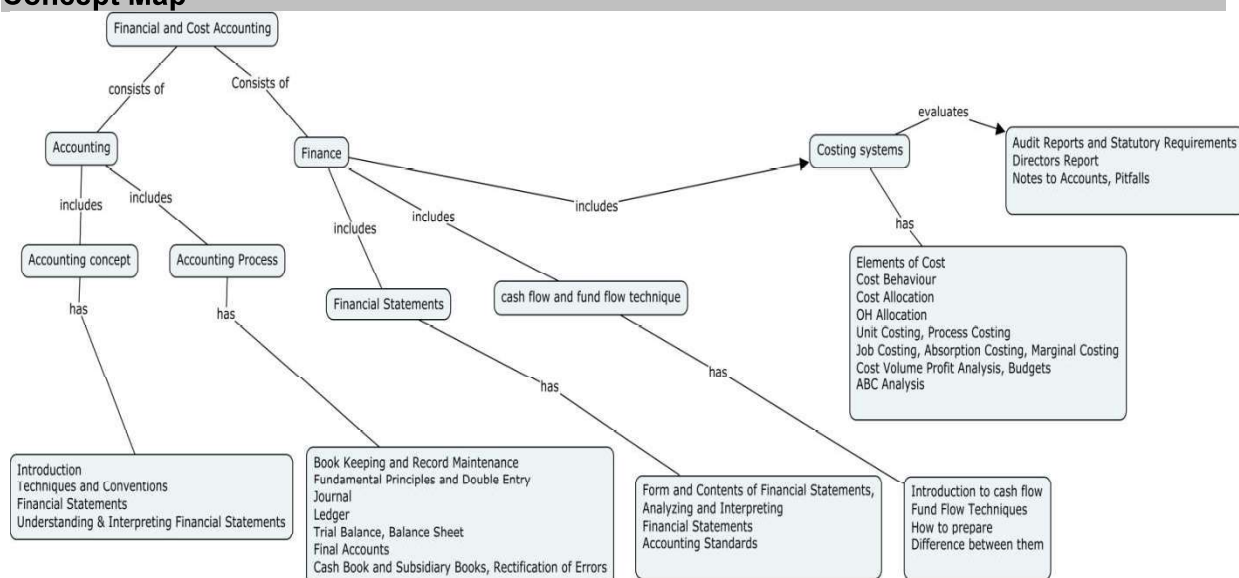 Concept Map
Financial and Cost Accounting
consists of
Consists of
Accounting
Finance
Costing systems
evaluates
Audit Reports and Statutory Requirements
Directors Report
Notes to Accounts, Pitfalls
includes
includes
includes
includes
includes
has
Accounting concept
Accounting Process
Financial Statements
cash flow and fund flow technique
Elements of Cost
Cost Behaviour
Cost Allocation
OH Allocation
Unit Costing, Process Costing
Job Costing, Absorption Costing, Marginal Costing
Cost Volume Profit Analysis, Budgets
ABC Analysis
has
has
has
has
Introduction
Techniques and Conventions
Financial Statements
Understanding & Interpreting Financial Statements
Book Keeping and Record Maintenance
Fundamental Principles and Double Entry
Journal
Ledger
Trial Balance, Balance Sheet
Final Accounts
Cash Book and Subsidiary Books, Rectification of Errors
Form and Contents of Financial Statements,
Analyzing and Interpreting
Financial Statements
Accounting Standards
Introduction to cash flow
Fund Flow Techniques
How to prepare
Difference between them